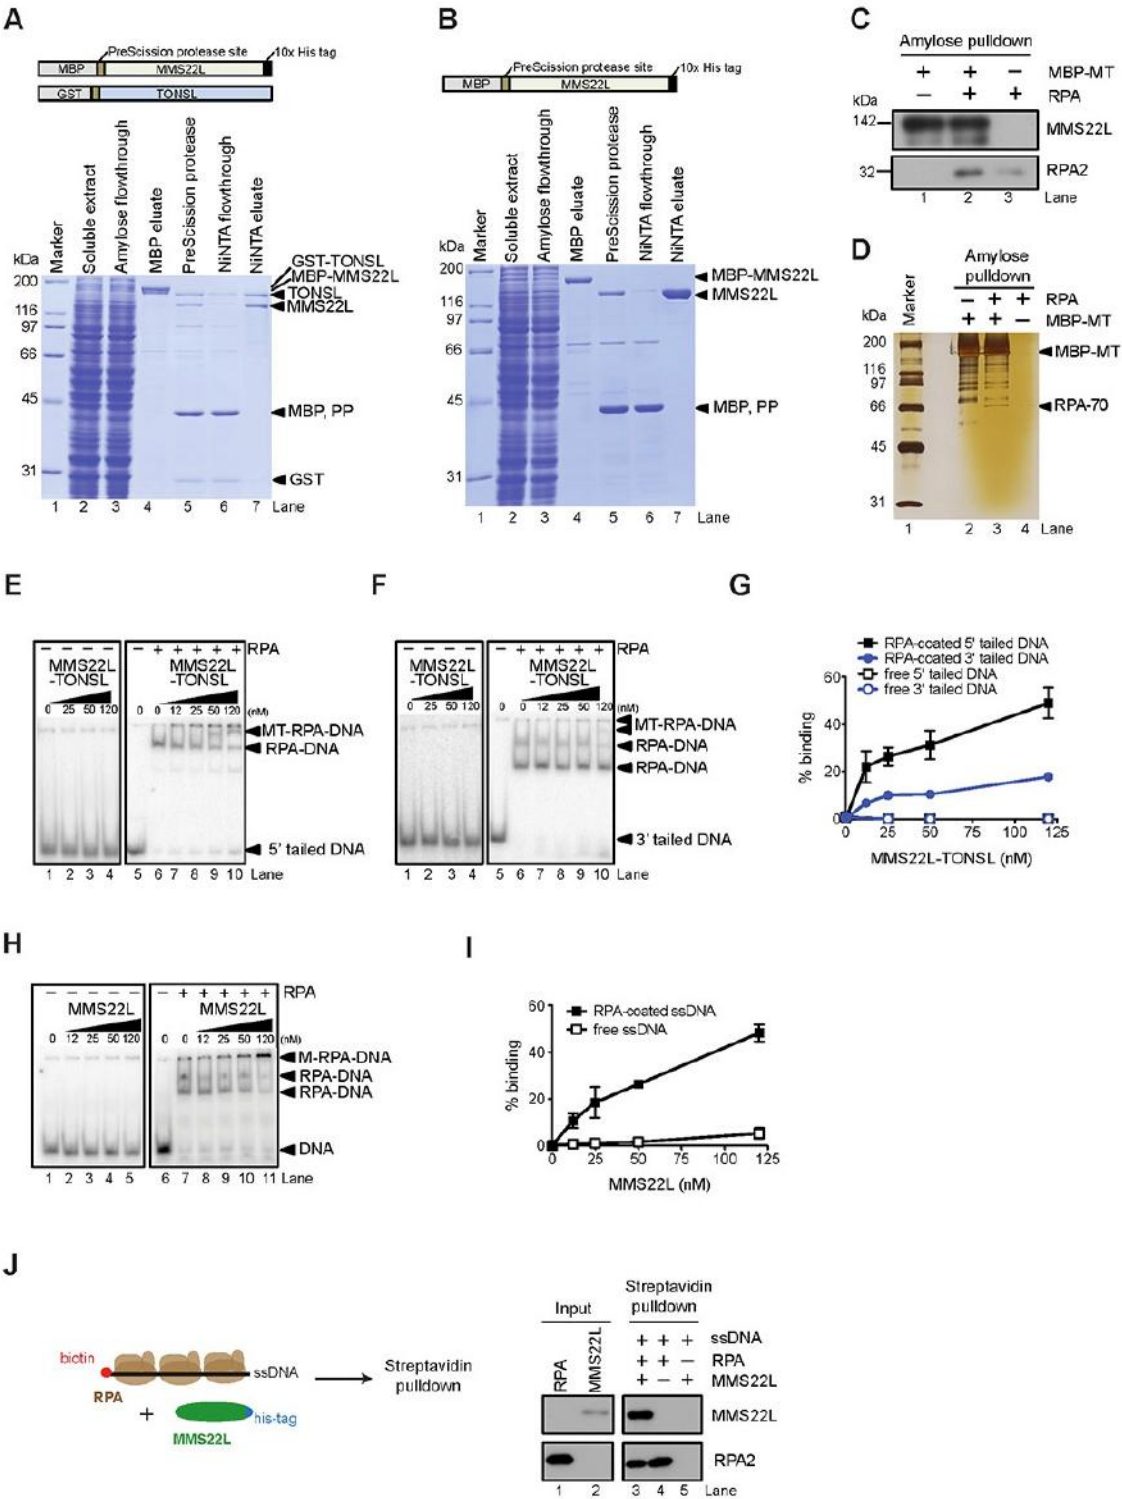 A
PreScission protease site
10x His tag
MBP
MMS22L
GST
TONSL
Marker
Soluble extract
Amylose flowthrough
MBP eluate
PreScission protease
NiNTA flowthrough
NiNTA eluate
kDa
200
116
97
66
45
31
GST-TONSL
MBP-MMS22L
TONSL
MMS22L
MBP, PP
GST
1 2 3 4 5 6 7 Lane
B
PreScission protease site
10x His tag
MBP
MMS22L
Marker
Soluble extract
Amylose flowthrough
MBP eluate
PreScission protease
NiNTA flowthrough
NiNTA eluate
kDa
200
116
97
66
45
31
MBP-MMS22L
MMS22L
MBP, PP
1 2 3 4 5 6 7 Lane
C
Amylose pulldown
+ + − MBP-MT
− + + RPA
kDa
142
MMS22L
32
RPA2
1 2 3 Lane
D
Amylose
pulldown
Marker
− + + RPA
+ + − MBP-MT
kDa
200
116
97
66
45
31
MBP-MT
RPA-70
1 2 3 4 Lane
E
− − − − − + + + + + RPA
MMS22L
-TONSL
MMS22L
-TONSL
0 25 50 120 0 0 12 25 50 120 (nM)
MT-RPA-DNA
RPA-DNA
5' tailed DNA
1 2 3 4 5 6 7 8 9 10 Lane
F
− − − − − + + + + + RPA
MMS22L
-TONSL
MMS22L
-TONSL
0 25 50 120 0 0 12 25 50 120 (nM)
MT-RPA-DNA
RPA-DNA
RPA-DNA
3' tailed DNA
1 2 3 4 5 6 7 8 9 10 Lane
G
RPA-coated 5' tailed DNA
RPA-coated 3' tailed DNA
free 5' tailed DNA
free 3' tailed DNA
60
40
20
0
% binding
0 25 50 75 100 125
MMS22L-TONSL (nM)
H
− − − − − − + + + + + RPA
MMS22L
MMS22L
0 12 25 50 120 0 0 12 25 50 120 (nM)
M-RPA-DNA
RPA-DNA
RPA-DNA
DNA
1 2 3 4 5 6 7 8 9 10 11 Lane
I
RPA-coated ssDNA
free ssDNA
60
40
20
0
% binding
0 25 50 75 100 125
MMS22L (nM)
J
biotin
ssDNA
RPA
+
his-tag
MMS22L
Streptavidin
pulldown
Input
Streptavidin
pulldown
RPA
MMS22L
+ + + ssDNA
+ + − RPA
+ − + MMS22L
MMS22L
RPA2
1 2 3 4 5 Lane